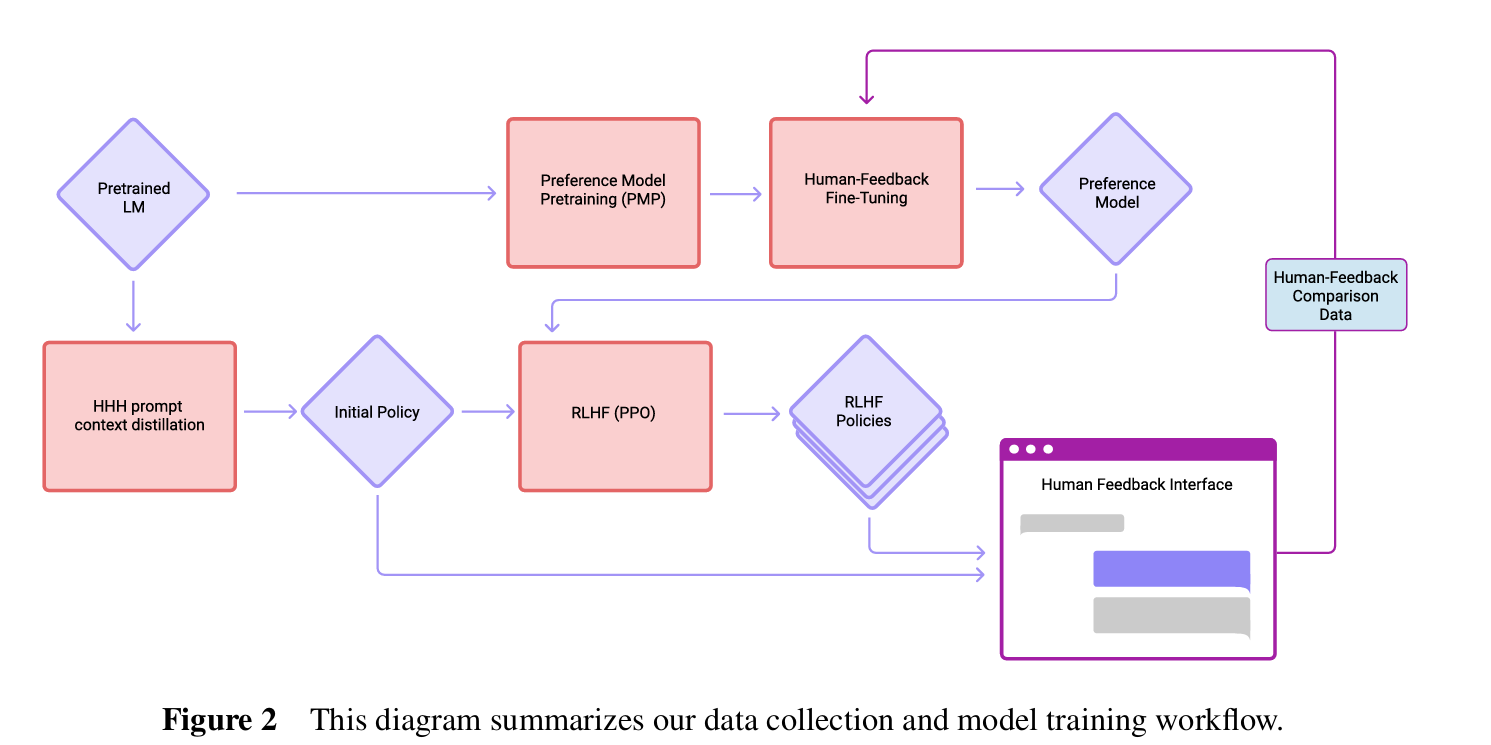 Pretrained
LM
Preference Model
Pretraining (PMP)
Human-Feedback
Fine-Tuning
Preference
Model
Human-Feedback
Comparison
Data
HHH prompt
context distillation
Initial Policy
RLHF (PPO)
RLHF
Policies
Human Feedback Interface
Figure 2 This diagram summarizes our data collection and model training workflow.